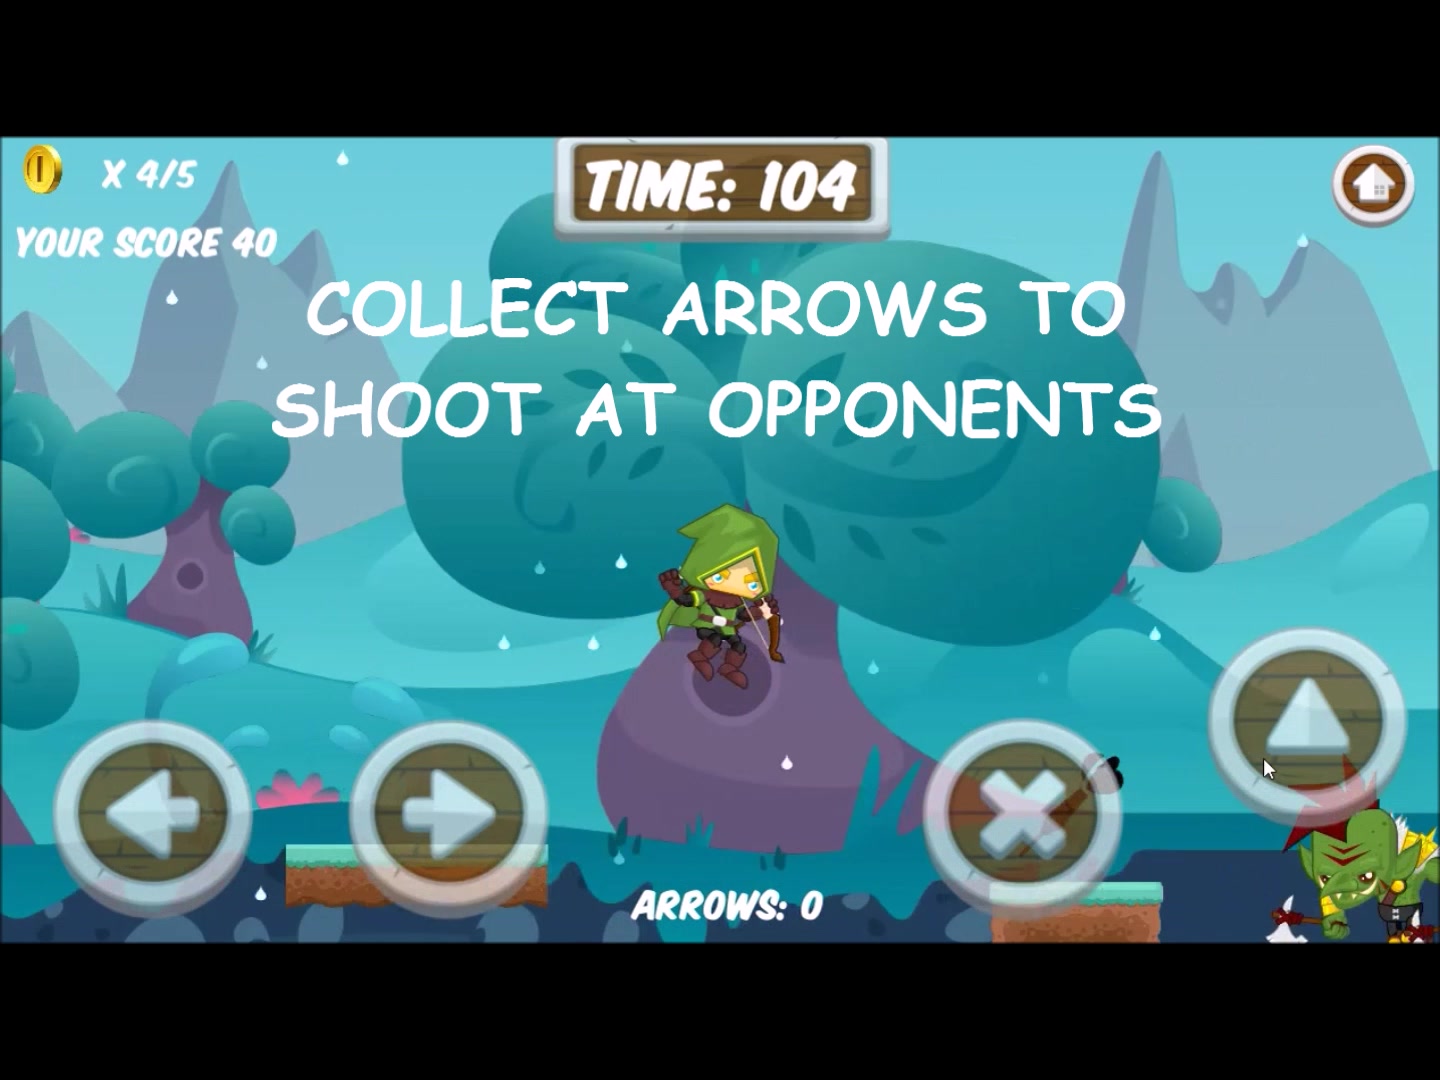 X 4/5
TIME: 104
YOUR SCORE 40
COLLECT ARROWS TO
SHOOT AT OPPONENTS
ARROWS: 0